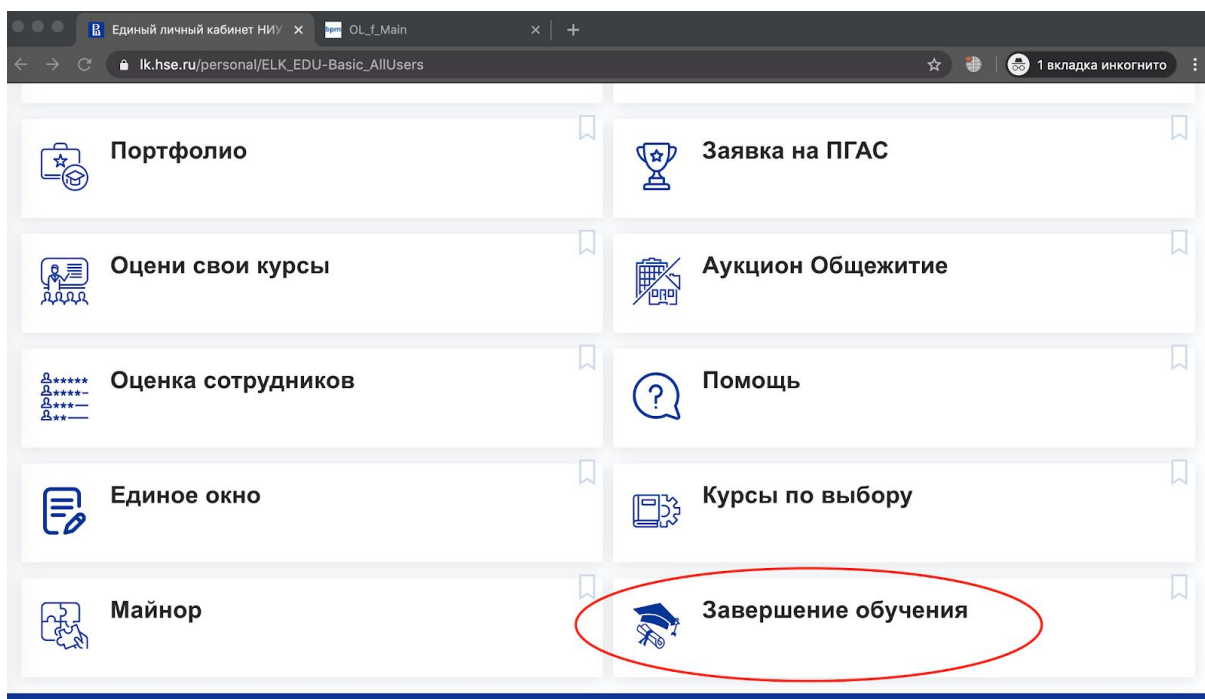 Единый личный кабинет НИУ
bpm OL_f_Main
lk.hse.ru/personal/ELK_EDU-Basic_AllUsers
1 вкладка инкогнито
Портфолио
Заявка на ПГАС
Оцени свои курсы
Аукцион Общежитие
Оценка сотрудников
Помощь
Единое окно
Курсы по выбору
Майнор
Завершение обучения